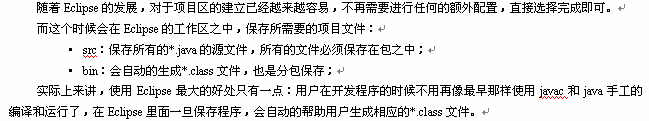 随着 Eclipse 的发展，对于项目区的建立已经越来越容易，不再需要进行任何的额外配置，直接选择完成即可。
而这个时候会在 Eclipse 的工作区之中，保存所需要的项目文件：
▪ src：保存所有的*.java 的源文件，所有的文件必须保存在包之中；
▪ bin：会自动的生成*.class 文件，也是分包保存；
实际上来讲，使用 Eclipse 最大的好处只有一点：用户在开发程序的时候不用再像最早那样使用 javac 和 java 手工的
编译和运行了，在 Eclipse 里面一旦保存程序，会自动的帮助用户生成相应的*.class 文件。